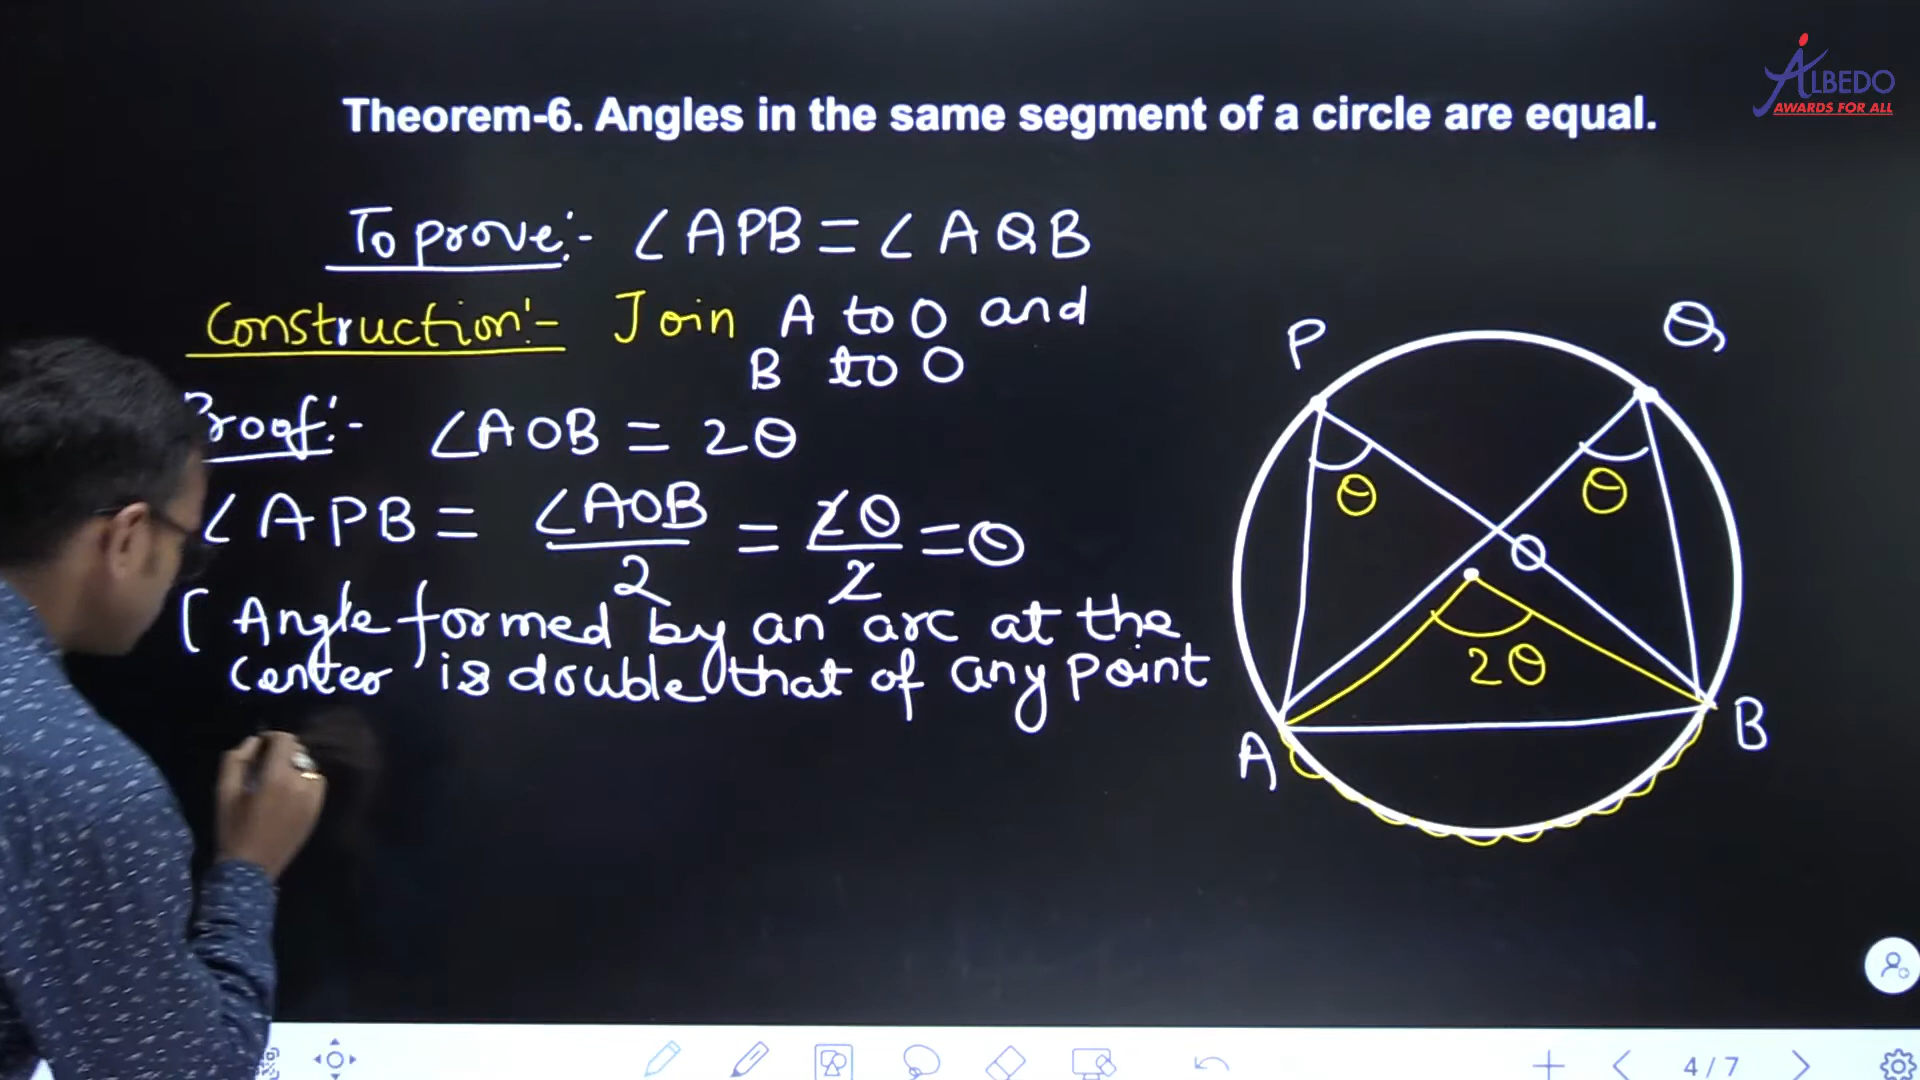 ALBEDO
AWARDS FOR ALL
Theorem-6. Angles in the same segment of a circle are equal.
To prove:- ∠APB = ∠AQB
Construction:- Join A to O and
B to O
Proof:- ∠AOB = 2θ
∠APB = ∠AOB/2 = 2θ/2 = θ
[ Angle formed by an arc at the
center is double that of any point
P
Q
θ
θ
O
2θ
A
B
4 / 7